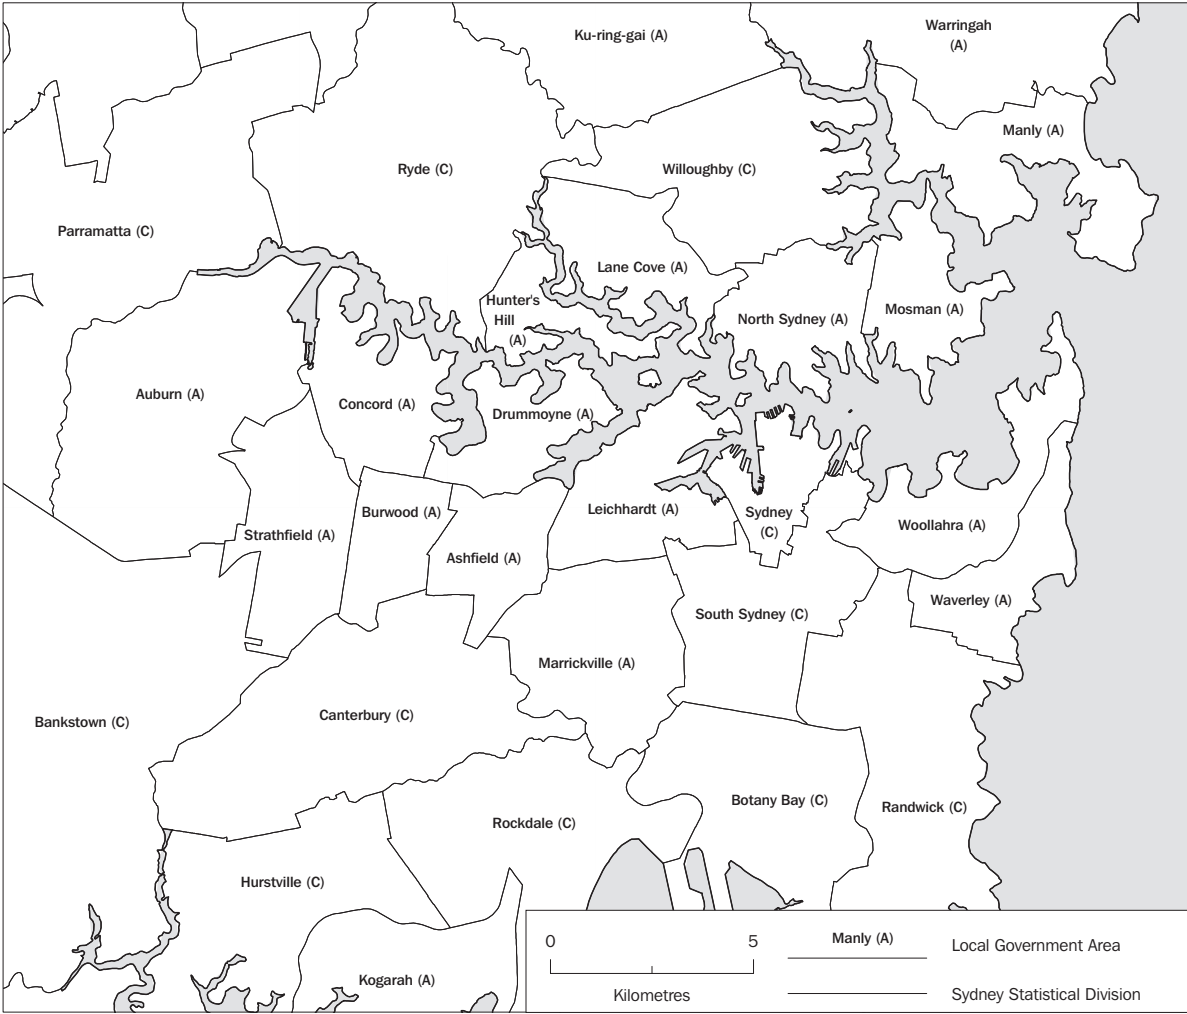 Warringah
(A)
Ku-ring-gai (A)
Manly (A)
Ryde (C)
Willoughby (C)
Parramatta (C)
Lane Cove (A)
Hunter's
Hill
(A)
North Sydney (A)
Mosman (A)
Auburn (A)
Concord (A)
Drummoyne (A)
Leichhardt (A)
Sydney
(C)
Burwood (A)
Strathfield (A)
Woollahra (A)
Ashfield (A)
Waverley (A)
South Sydney (C)
Marrickville (A)
Canterbury (C)
Bankstown (C)
Botany Bay (C)
Randwick (C)
Rockdale (C)
Hurstville (C)
Kogarah (A)
0 5
Kilometres
Manly (A)
Local Government Area
Sydney Statistical Division